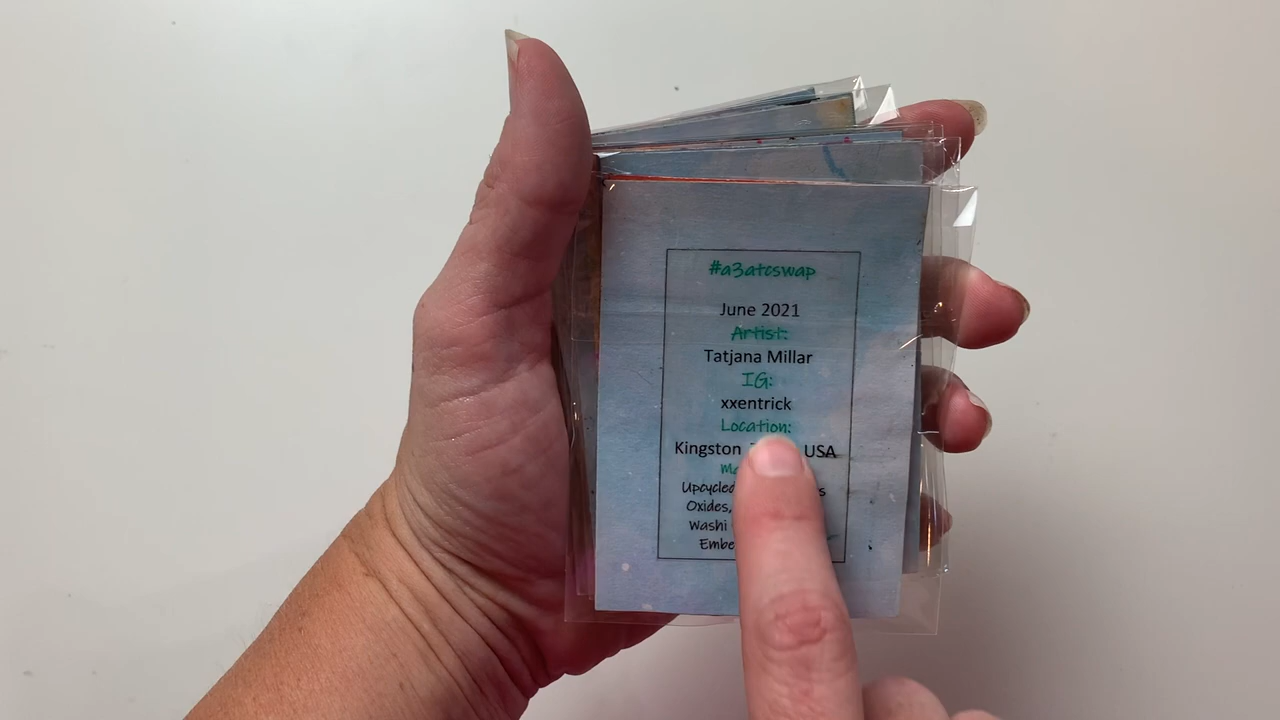 #a3atcswap
June 2021
Artist:
Tatjana Millar
IG:
xxentrick
Location:
Kingston USA
Upcycled
Oxides,
Washi